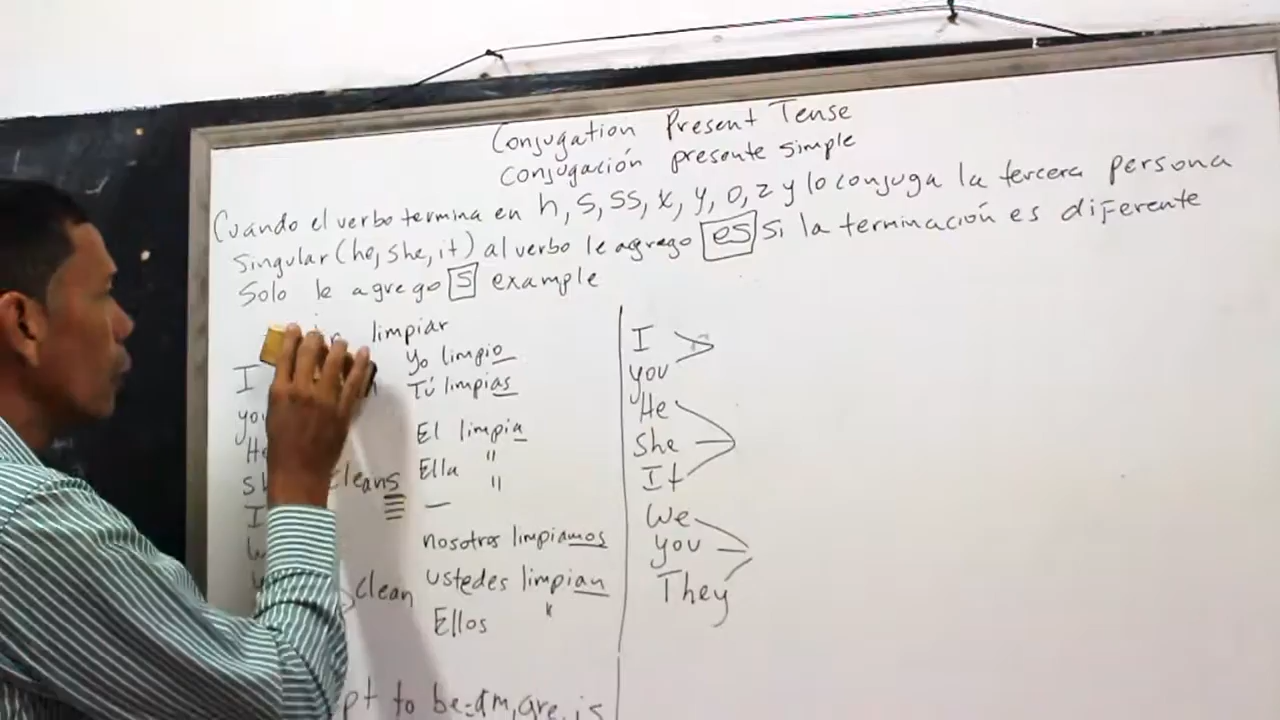 Conjugation Present Tense
conjugación presente simple
Cuándo el verbo termina en h, s, ss, x, y, o, z y lo conjuga la tercera persona
singular (he, she, it) al verbo le agrego es si la terminación es diferente
Solo le agrego s example
limpiar
I
Yo limpio
Tú limpias
El limpia
cleans Ella "
"
—
nosotros limpiamos
clean ustedes limpian
Ellos "
to be=am, are, is
I
you
He
She
It
We
you
They